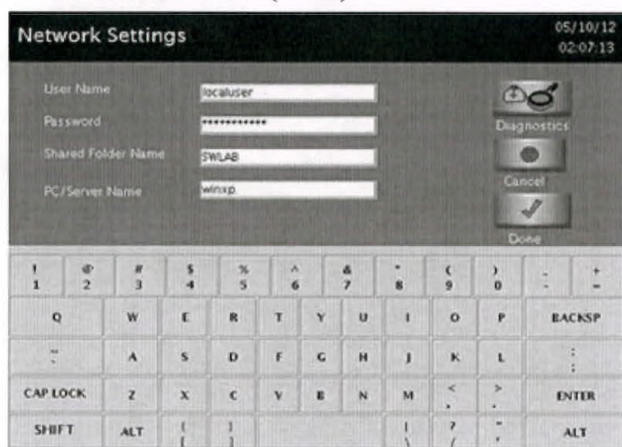 Network Settings
05/10/12
02:07:13
User Name
localuser
Password
***********
Shared Folder Name
SWLAB
PC/Server Name
winxp
Diagnostics
Cancel
Done
! @ # $ % ^ & * ( ) - +
1 2 3 4 5 6 7 8 9 0 - =
Q W E R T Y U I O P BACKSP
A S D F G H J K L : ;
CAP LOCK Z X C V B N M < > ENTER
SHIFT ALT { } | ? " ALT
[ ] \ / '